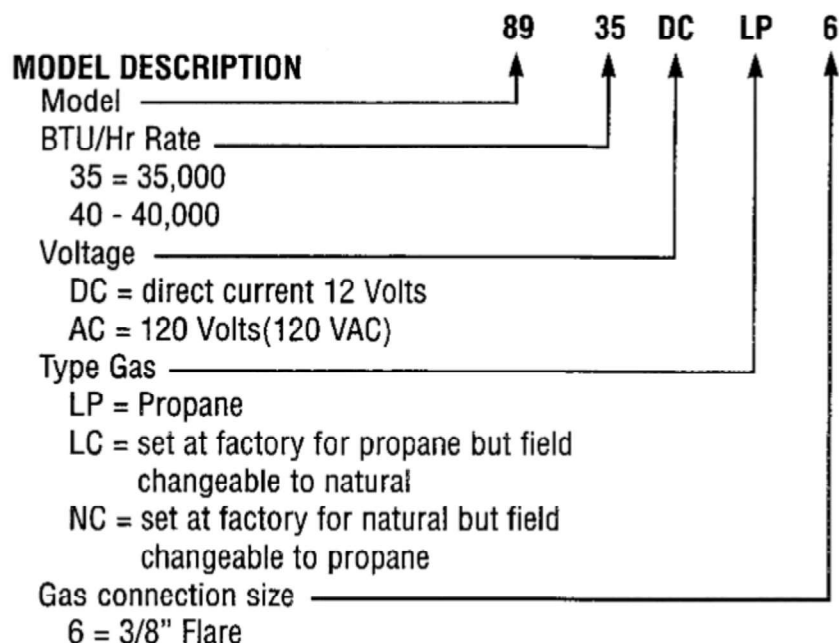 89 35 DC LP 6
MODEL DESCRIPTION
Model
BTU/Hr Rate
35 = 35,000
40 - 40,000
Voltage
DC = direct current 12 Volts
AC = 120 Volts(120 VAC)
Type Gas
LP = Propane
LC = set at factory for propane but field
changeable to natural
NC = set at factory for natural but field
changeable to propane
Gas connection size
6 = 3/8” Flare